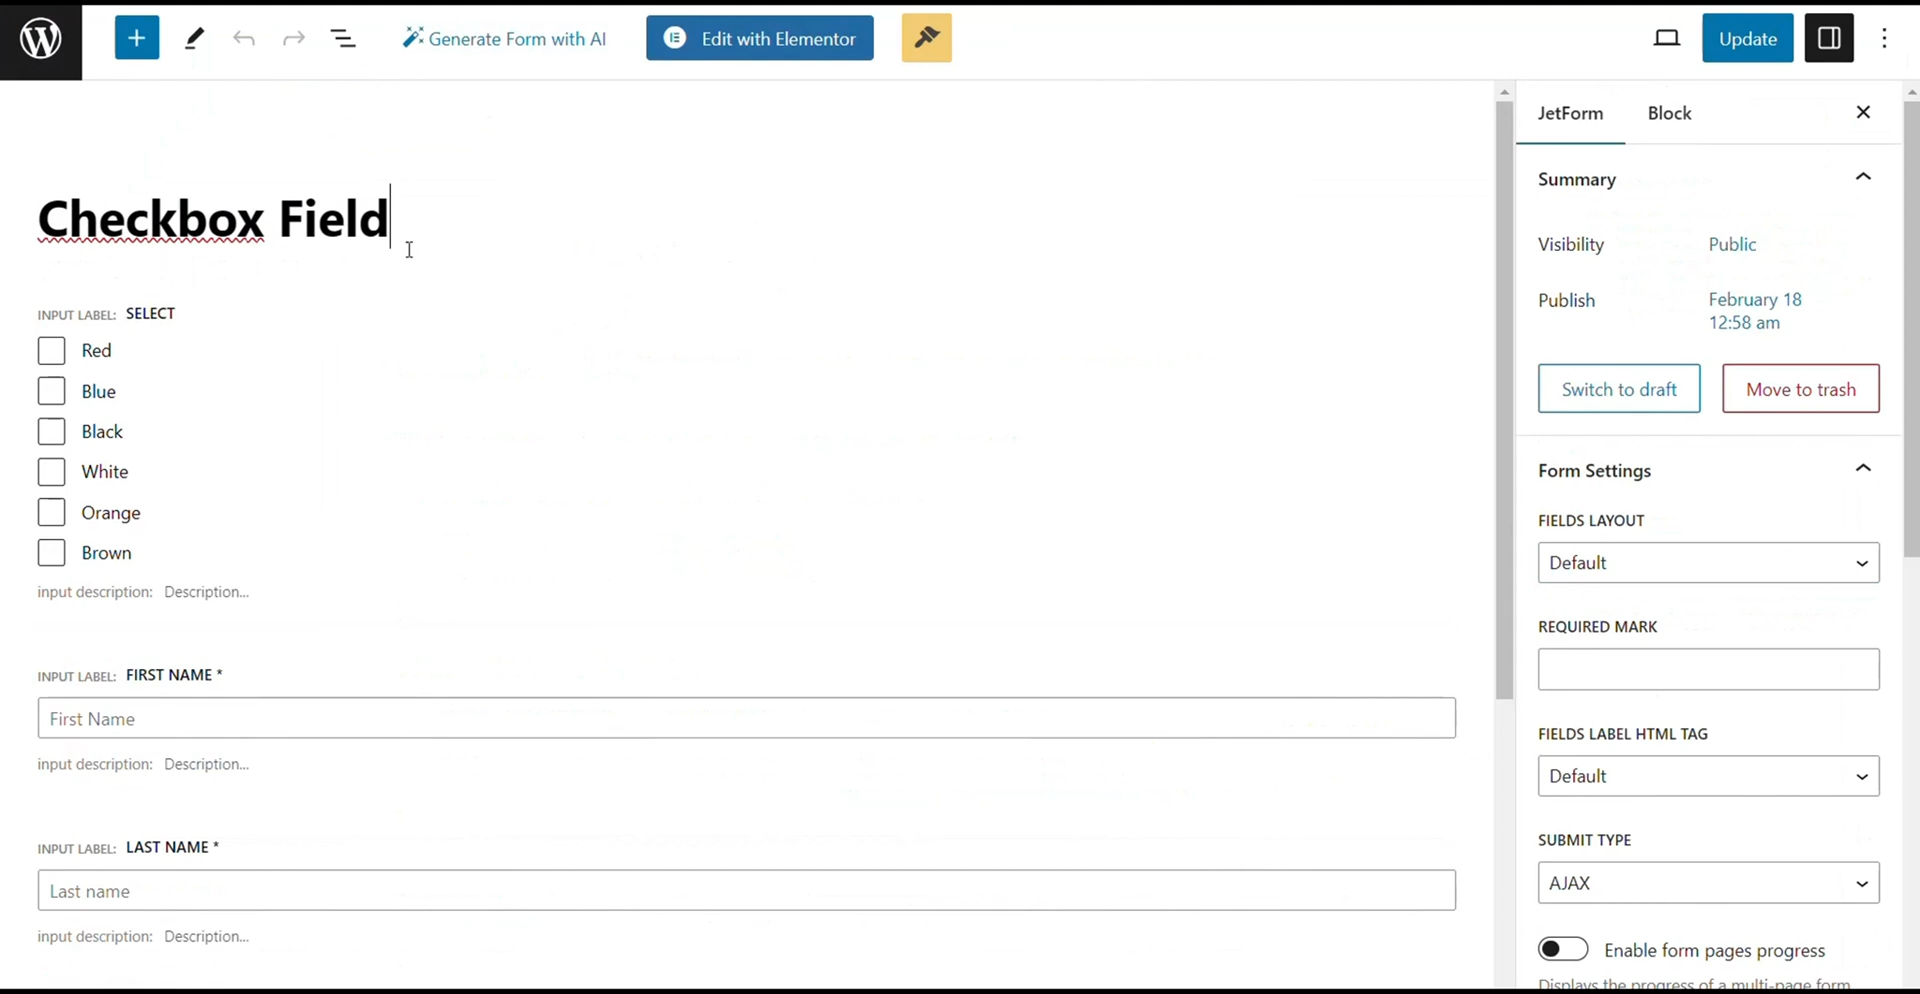 Generate Form with AI
Edit with Elementor
Update
Checkbox Field
INPUT LABEL: SELECT
Red
Blue
Black
White
Orange
Brown
input description: Description...
INPUT LABEL: FIRST NAME *
First Name
input description: Description...
INPUT LABEL: LAST NAME *
Last name
input description: Description...
JetForm Block
Summary
Visibility Public
Publish February 18
12:58 am
Switch to draft Move to trash
Form Settings
FIELDS LAYOUT
Default
REQUIRED MARK
FIELDS LABEL HTML TAG
Default
SUBMIT TYPE
AJAX
Enable form pages progress
Displays the progress of a multi-page form